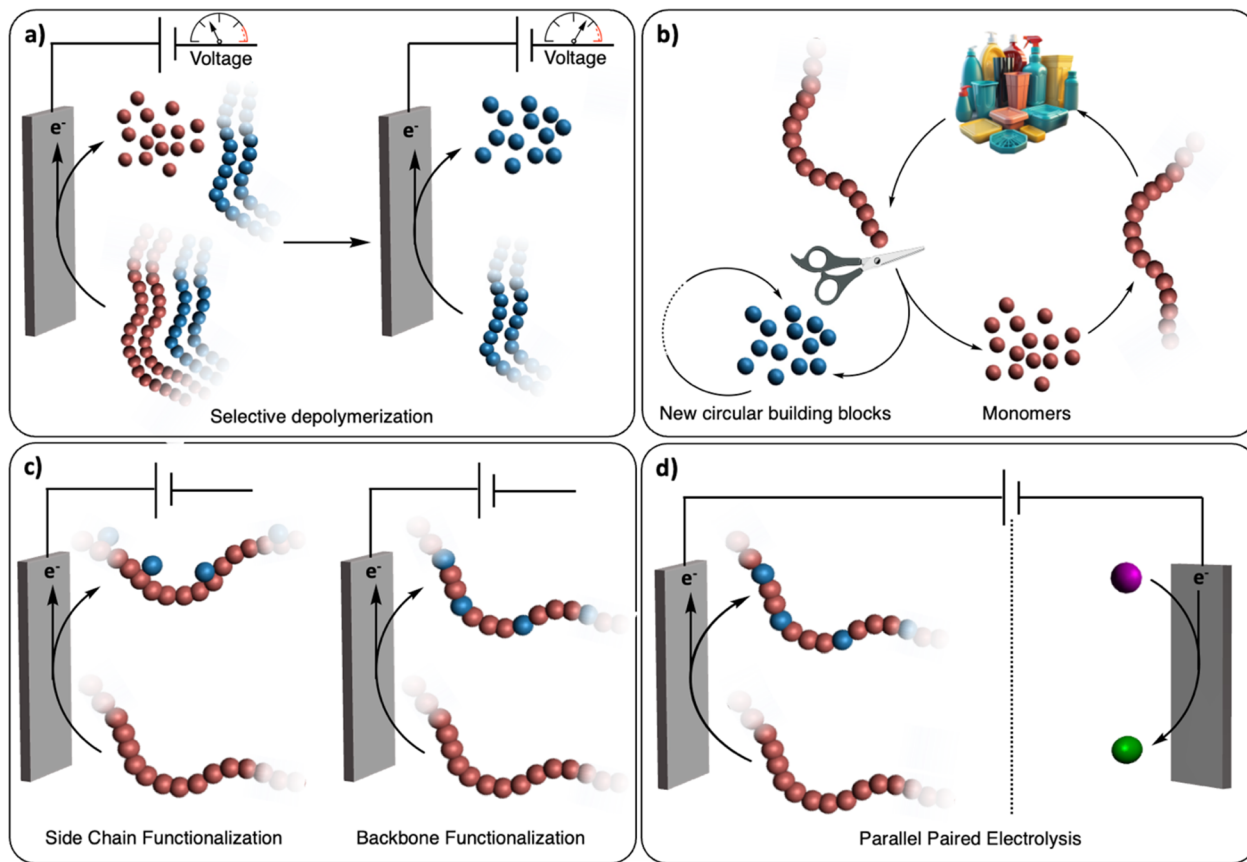 a)
Voltage
Voltage
e-
e-
Selective depolymerization
b)
New circular building blocks
Monomers
c)
e-
e-
Side Chain Functionalization
Backbone Functionalization
d)
e-
e-
Parallel Paired Electrolysis